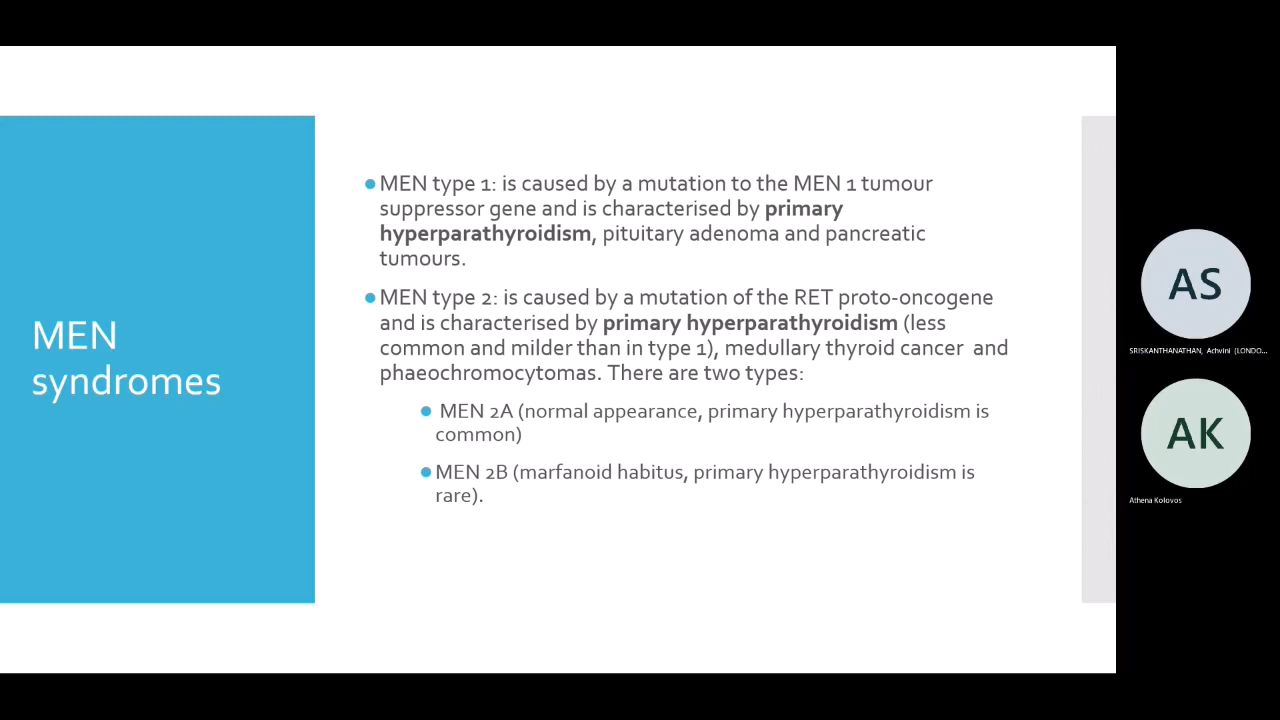 MEN
syndromes
MEN type 1: is caused by a mutation to the MEN 1 tumour
suppressor gene and is characterised by primary
hyperparathyroidism, pituitary adenoma and pancreatic
tumours.
MEN type 2: is caused by a mutation of the RET proto-oncogene
and is characterised by primary hyperparathyroidism (less
common and milder than in type 1), medullary thyroid cancer and
phaeochromocytomas. There are two types:
MEN 2A (normal appearance, primary hyperparathyroidism is
common)
MEN 2B (marfanoid habitus, primary hyperparathyroidism is
rare).
AS
SRISKANTHANATHAN, Achvini (LONDO...
AK
Athena Kolovos